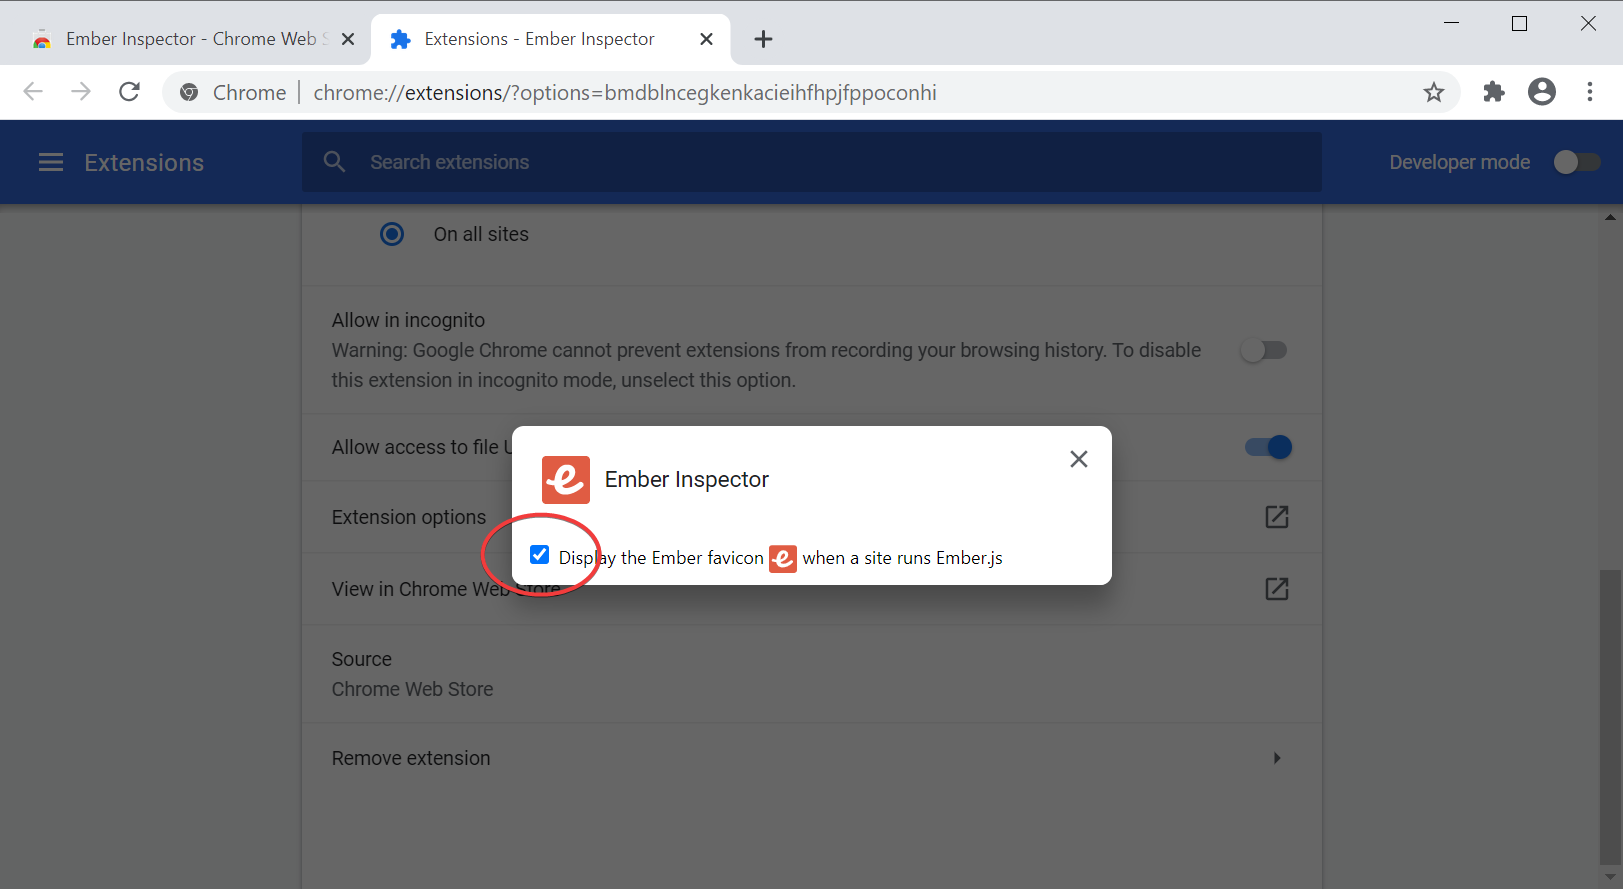 Ember Inspector - Chrome Web S
Extensions - Ember Inspector
Chrome | chrome://extensions/?options=bmdblncegkenkacieihfhpjfppoconhi
Extensions
Search extensions
Developer mode
On all sites
Allow in incognito
Warning: Google Chrome cannot prevent extensions from recording your browsing history. To disable
this extension in incognito mode, unselect this option.
Allow access to file U
Ember Inspector
Extension options
Display the Ember favicon when a site runs Ember.js
View in Chrome Web Store
Source
Chrome Web Store
Remove extension